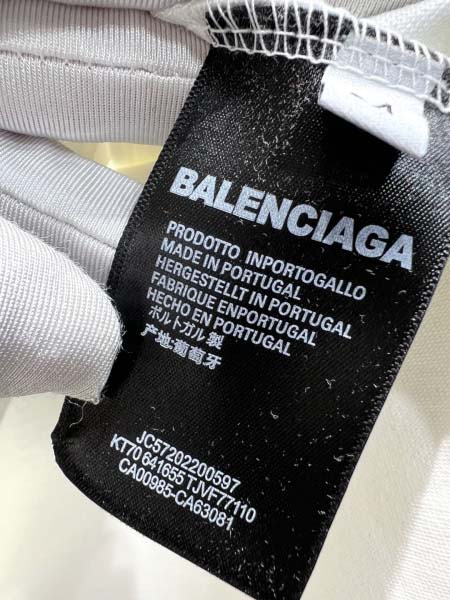 BALENCIAGA
PRODOTTO INPORTOGALLO
MADE IN PORTUGAL
HERGESTELLT IN PORTUGAL
FABRIQUE ENPORTUGAL
HECHO EN PORTUGAL
ポルトガル製
产地:葡萄牙
JC57202200597
KT70 641655 TJVF77110
CA00985-CA63081